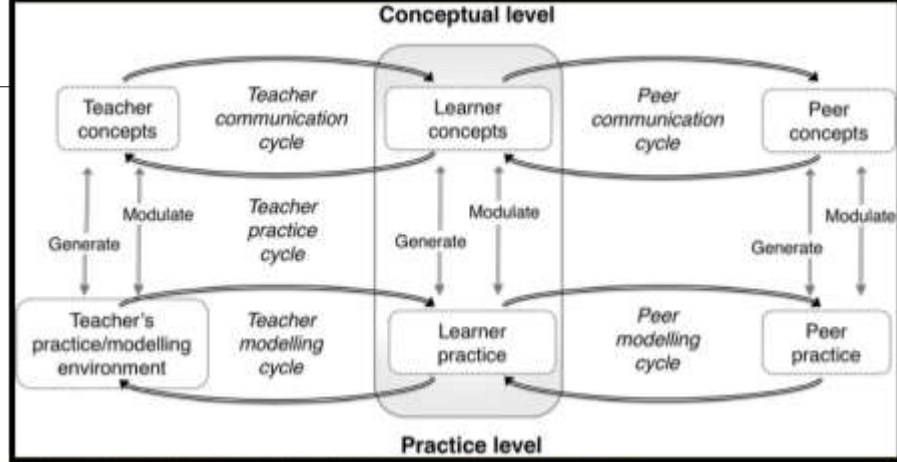 Conceptual level
Teacher
concepts
Teacher
communication
cycle
Learner
concepts
Peer
communication
cycle
Peer
concepts
Generate
Modulate
Teacher
practice
cycle
Generate
Modulate
Generate
Modulate
Teacher's
practice/modelling
environment
Teacher
modelling
cycle
Learner
practice
Peer
modelling
cycle
Peer
practice
Practice level